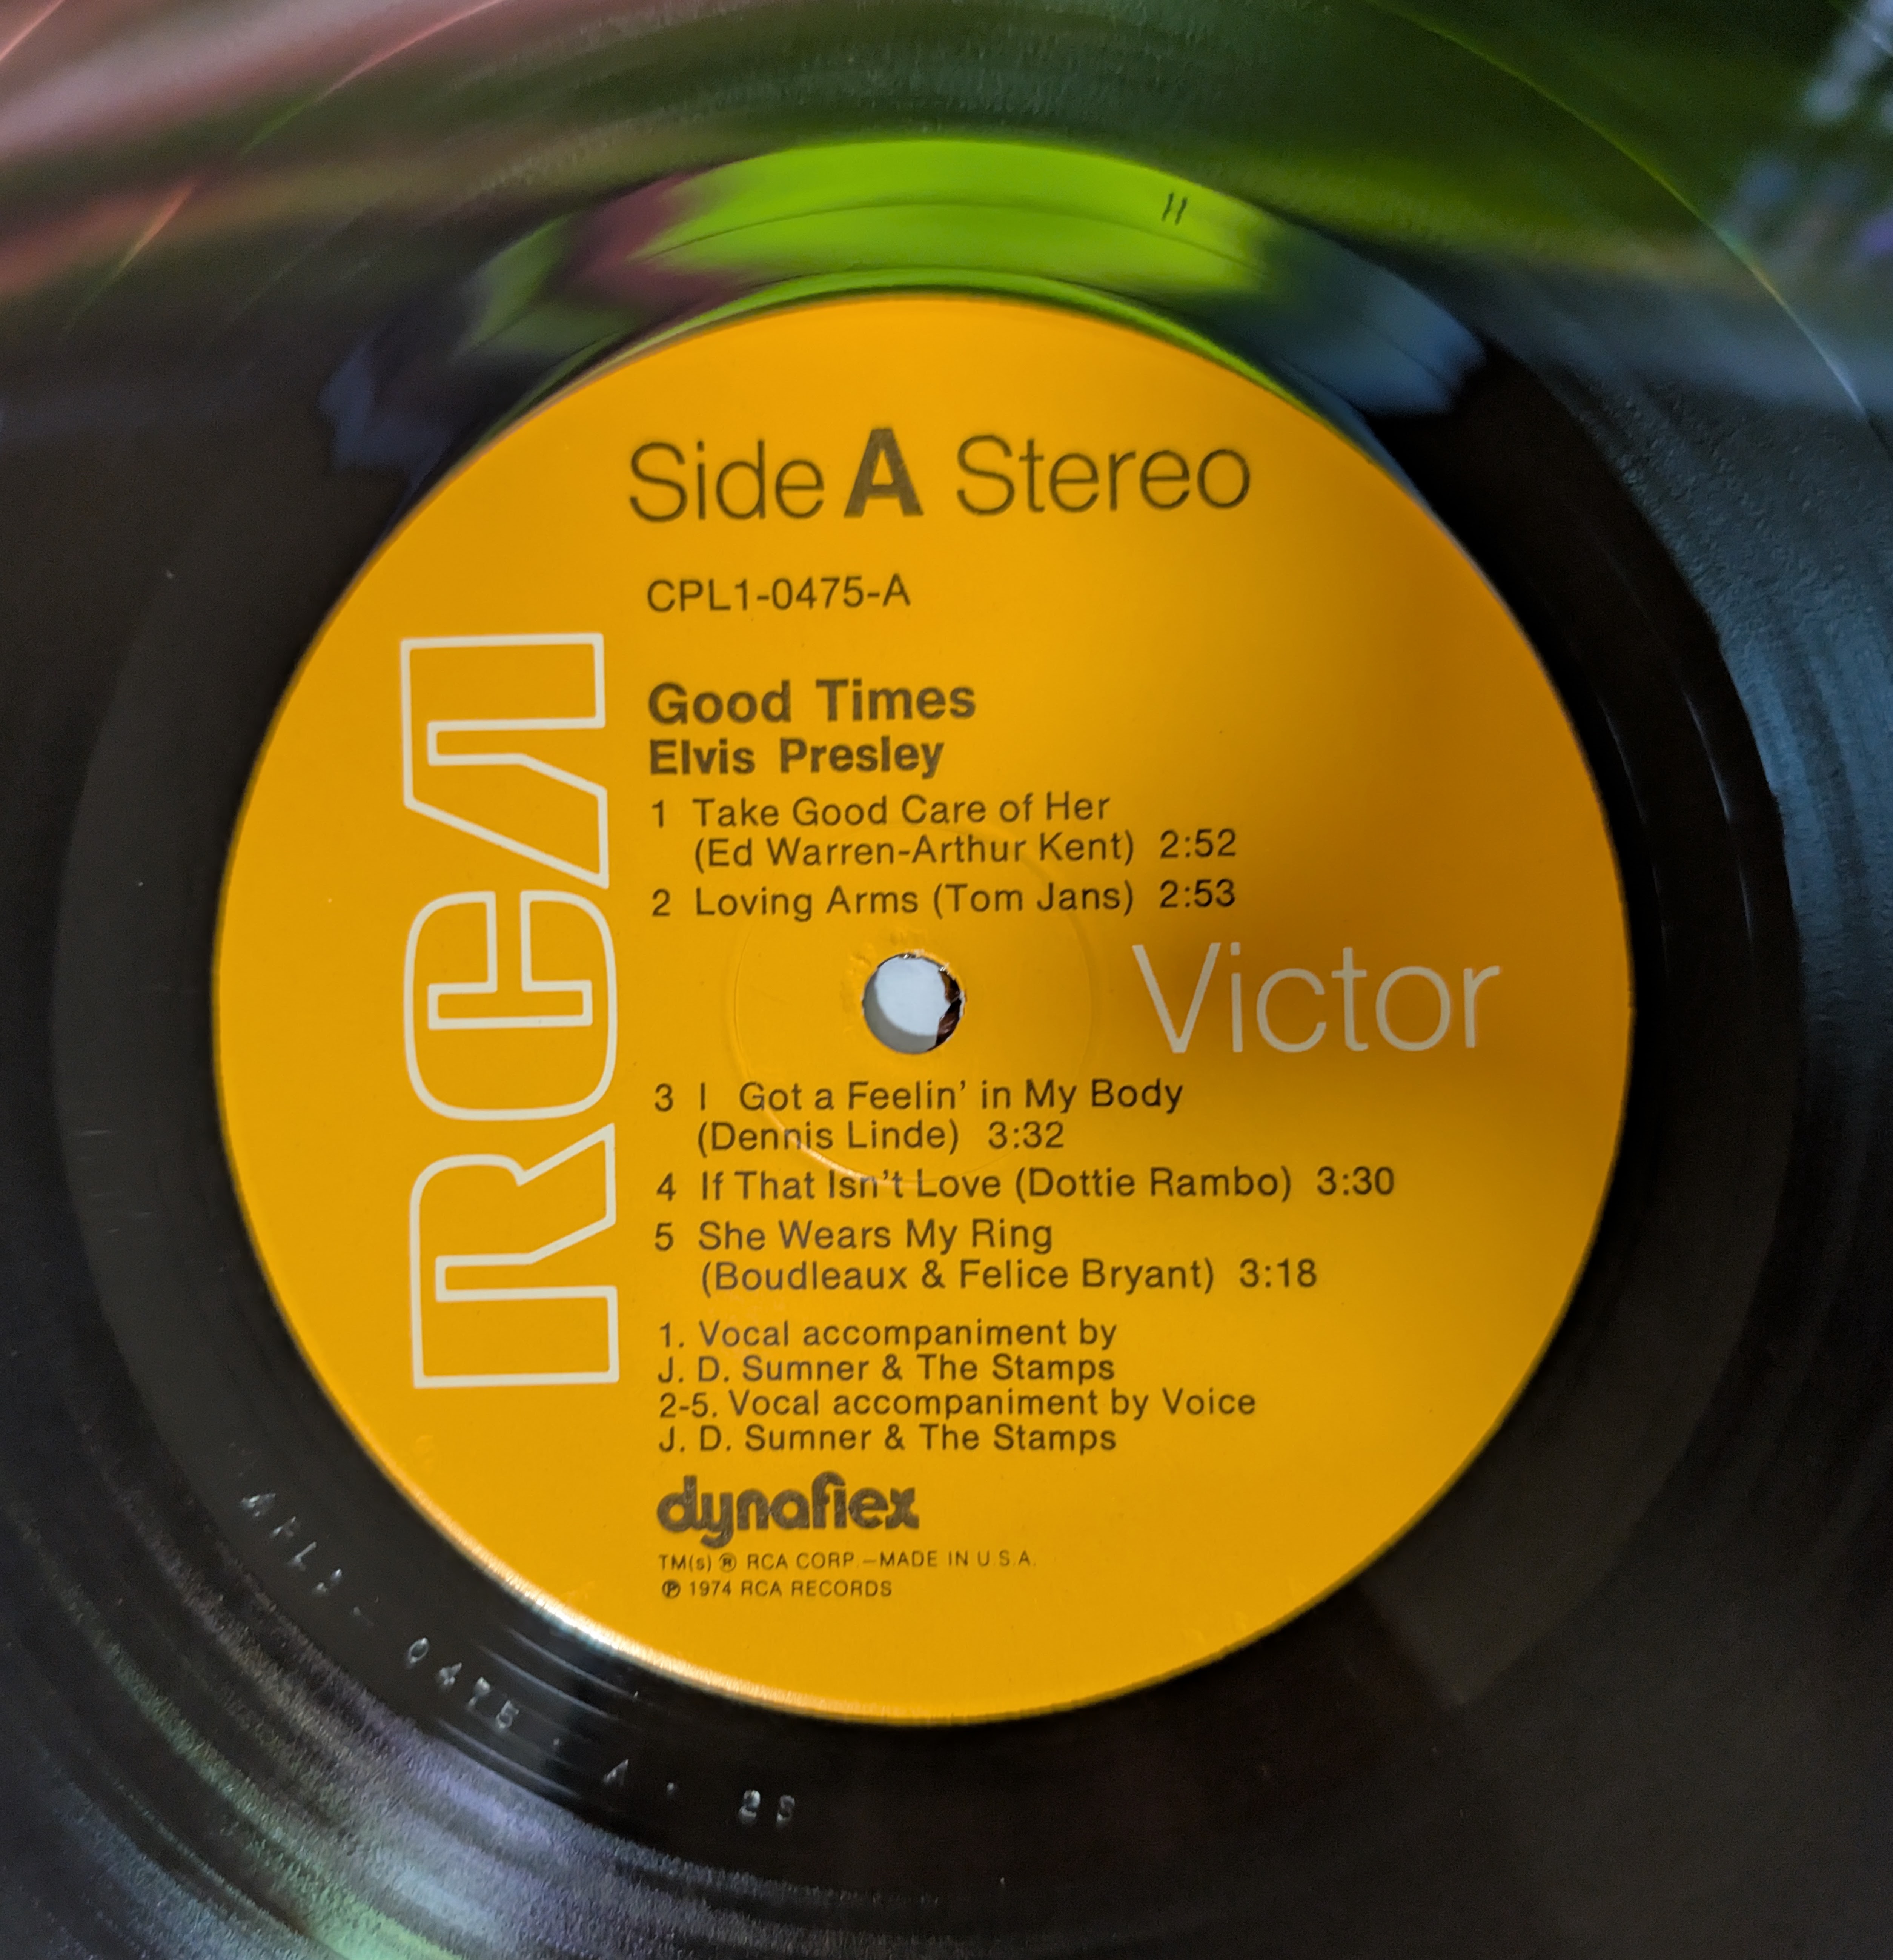 Side A Stereo
CPL1-0475-A
Good Times
Elvis Presley
1 Take Good Care of Her
(Ed Warren-Arthur Kent) 2:52
2 Loving Arms (Tom Jans) 2:53
RCA
Victor
3 I Got a Feelin' in My Body
(Dennis Linde) 3:32
4 If That Isn't Love (Dottie Rambo) 3:30
5 She Wears My Ring
(Boudleaux & Felice Bryant) 3:18
1. Vocal accompaniment by
J. D. Sumner & The Stamps
2-5. Vocal accompaniment by Voice
J. D. Sumner & The Stamps
dynaflex
TM(s) ® RCA CORP.—MADE IN U.S.A.
℗ 1974 RCA RECORDS